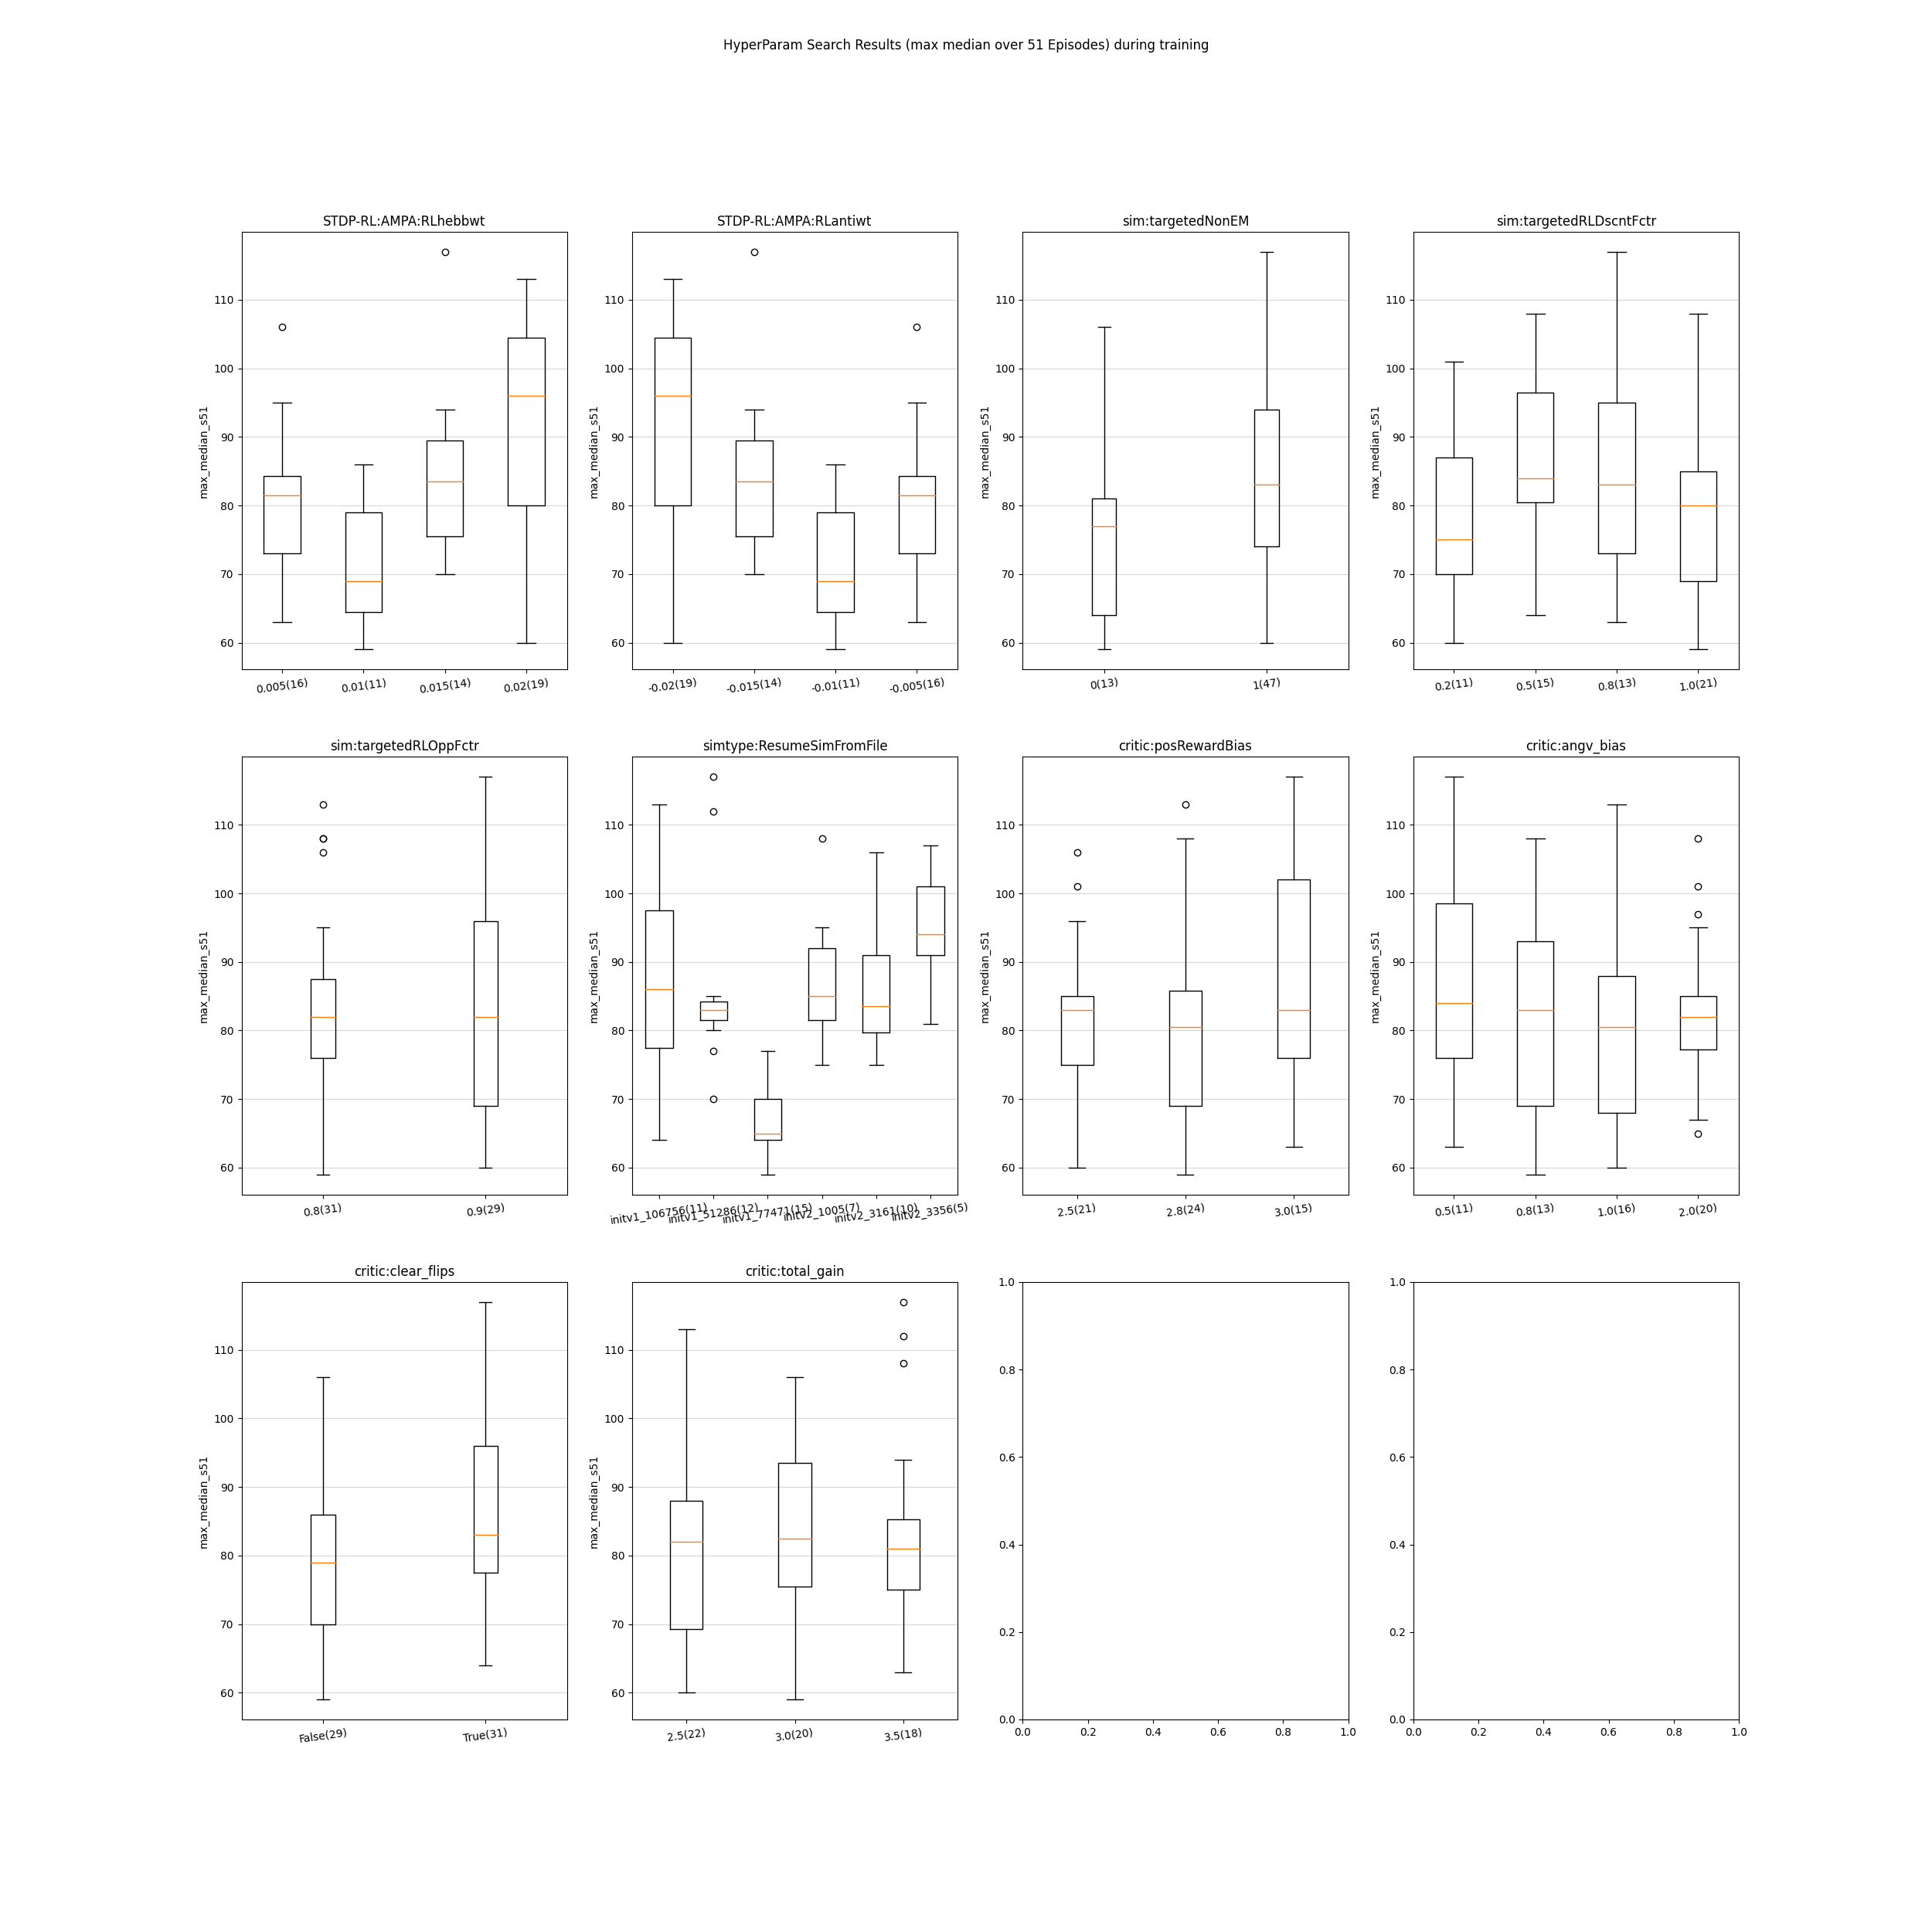 HyperParam Search Results (max median over 51 Episodes) during training
STDP-RL:AMPA:RLhebbwt
max_median_s51
110
100
90
80
70
60
0.005(16) 0.01(11) 0.015(14) 0.02(19)
STDP-RL:AMPA:RLantiwt
max_median_s51
110
100
90
80
70
60
-0.02(19) -0.015(14) -0.01(11) -0.005(16)
sim:targetedNonEM
max_median_s51
110
100
90
80
70
60
0(13) 1(47)
sim:targetedRLDscntFctr
max_median_s51
110
100
90
80
70
60
0.2(11) 0.5(15) 0.8(13) 1.0(21)
sim:targetedRLOppFctr
max_median_s51
110
100
90
80
70
60
0.8(31) 0.9(29)
simtype:ResumeSimFromFile
max_median_s51
110
100
90
80
70
60
initv1_106756(11) initv1_51286(12) initv1_77471(15) initv2_1005(7) initv2_3161(10) initv2_3356(5)
critic:posRewardBias
max_median_s51
110
100
90
80
70
60
2.5(21) 2.8(24) 3.0(15)
critic:angv_bias
max_median_s51
110
100
90
80
70
60
0.5(11) 0.8(13) 1.0(16) 2.0(20)
critic:clear_flips
max_median_s51
110
100
90
80
70
60
False(29) True(31)
critic:total_gain
max_median_s51
110
100
90
80
70
60
2.5(22) 3.0(20) 3.5(18)
1.0
0.8
0.6
0.4
0.2
0.0
0.0 0.2 0.4 0.6 0.8 1.0
1.0
0.8
0.6
0.4
0.2
0.0
0.0 0.2 0.4 0.6 0.8 1.0